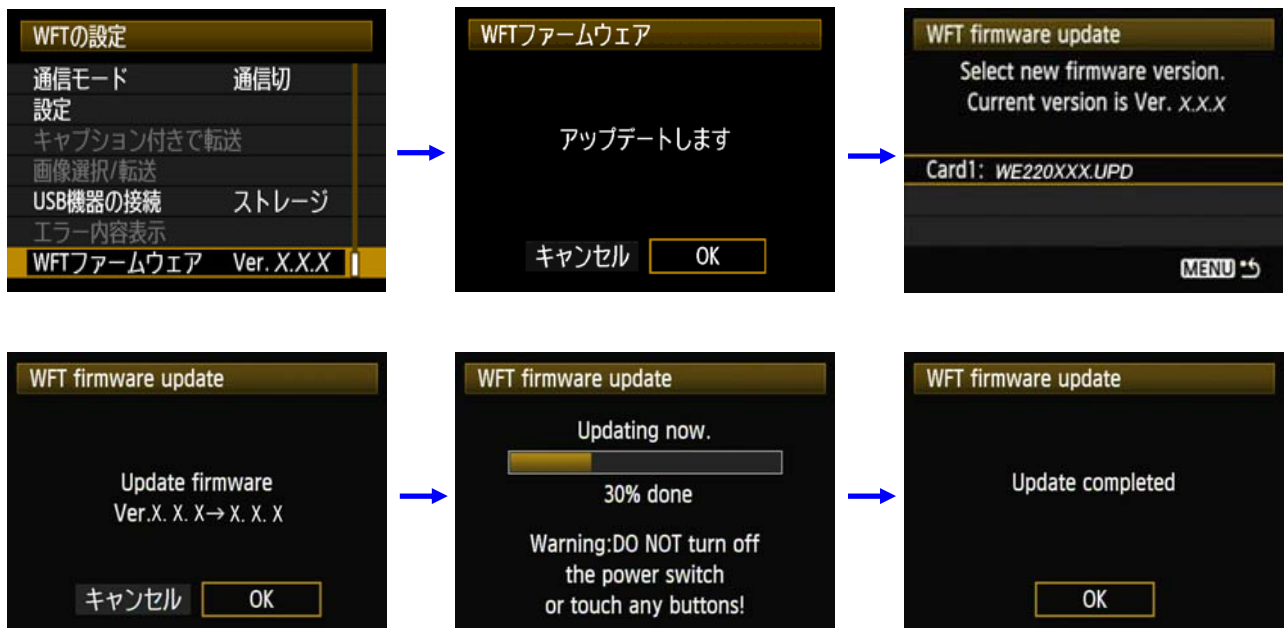 WFTの設定
通信モード 通信切
設定
キャプション付きで転送
画像選択/転送
USB機器の接続 ストレージ
エラー内容表示
WFTファームウェア Ver. X.X.X
WFTファームウェア
アップデートします
キャンセル OK
WFT firmware update
Select new firmware version.
Current version is Ver. X.X.X
Card1: WE220XXX.UPD
MENU
WFT firmware update
Update firmware
Ver.X. X. X→X. X. X
キャンセル OK
WFT firmware update
Updating now.
30% done
Warning:DO NOT turn off
the power switch
or touch any buttons!
WFT firmware update
Update completed
OK